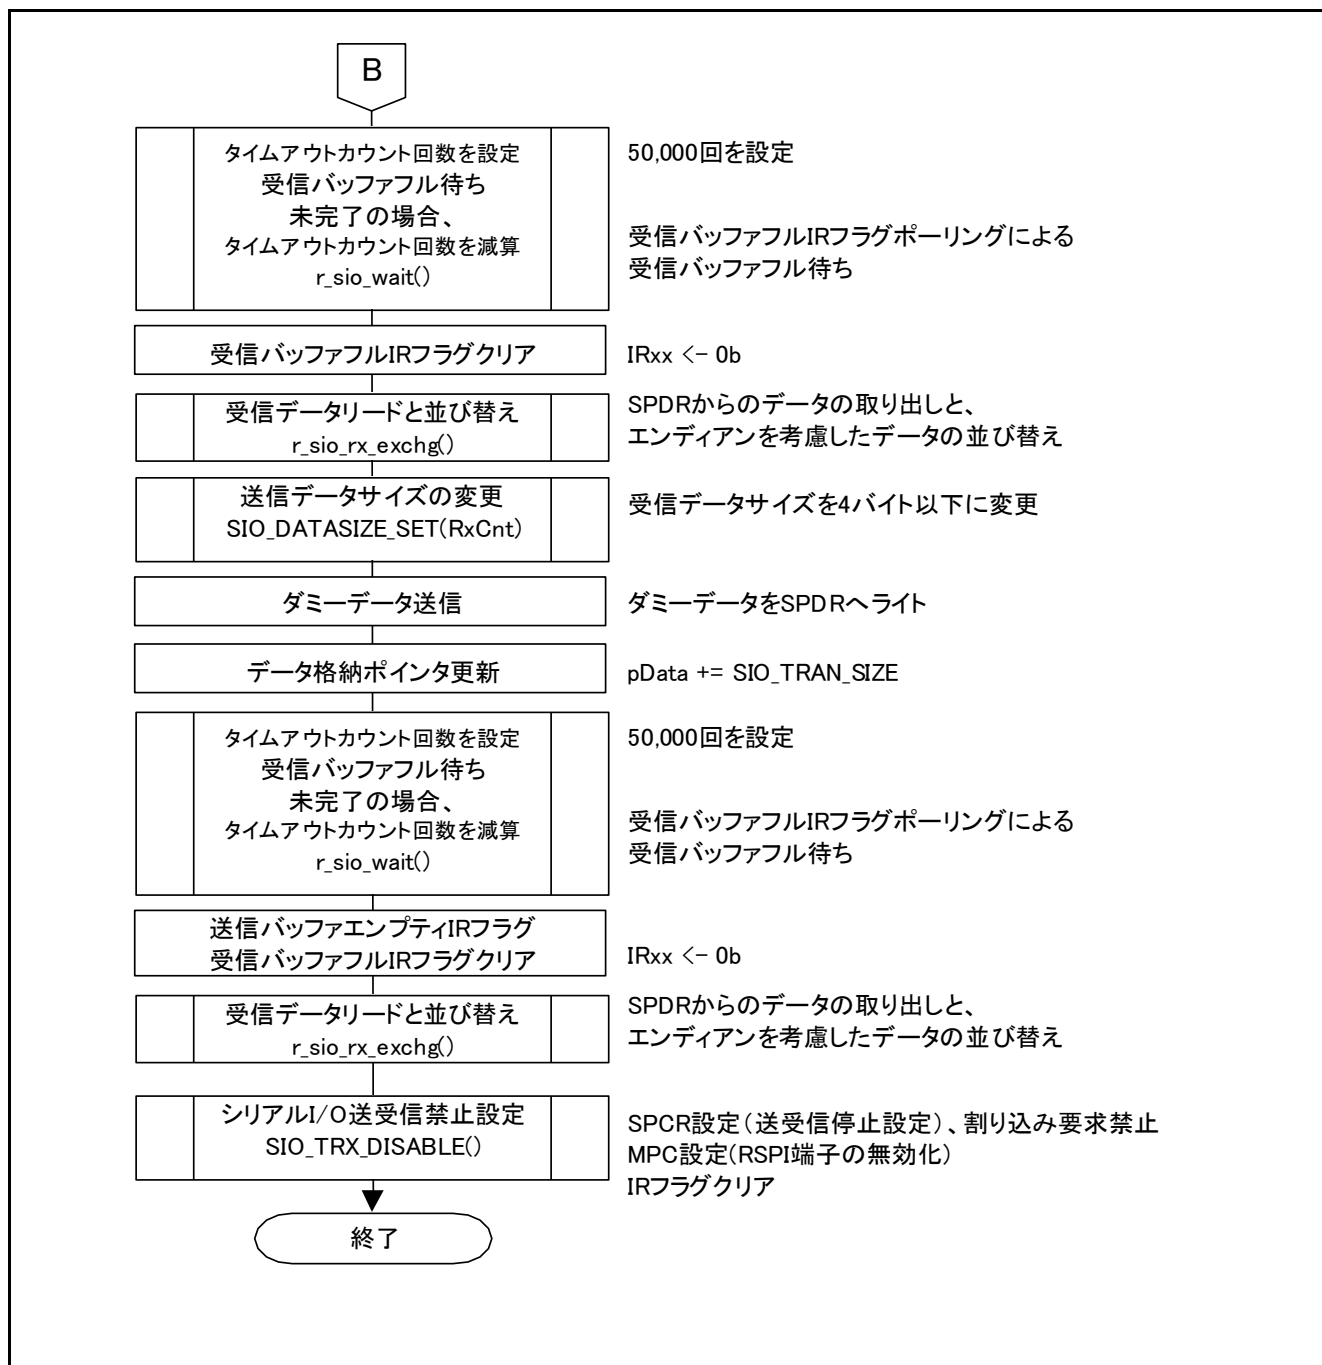 B
タイムアウトカウント回数を設定
受信バッファフル待ち
未完了の場合、
タイムアウトカウント回数を減算
r_sio_wait()
50,000回を設定
受信バッファフルIRフラグポーリングによる
受信バッファフル待ち
受信バッファフルIRフラグクリア
IRxx <- 0b
受信データリードと並び替え
r_sio_rx_exchg()
SPDRからのデータの取り出しと、
エンディアンを考慮したデータの並び替え
送信データサイズの変更
SIO_DATASIZE_SET(RxCnt)
受信データサイズを4バイト以下に変更
ダミーデータ送信
ダミーデータをSPDRへライト
データ格納ポインタ更新
pData += SIO_TRAN_SIZE
タイムアウトカウント回数を設定
受信バッファフル待ち
未完了の場合、
タイムアウトカウント回数を減算
r_sio_wait()
50,000回を設定
受信バッファフルIRフラグポーリングによる
受信バッファフル待ち
送信バッファエンプティIRフラグ
受信バッファフルIRフラグクリア
IRxx <- 0b
受信データリードと並び替え
r_sio_rx_exchg()
SPDRからのデータの取り出しと、
エンディアンを考慮したデータの並び替え
シリアルI/O送受信禁止設定
SIO_TRX_DISABLE()
SPCR設定(送受信停止設定)、割り込み要求禁止
MPC設定(RSPI端子の無効化)
IRフラグクリア
終了